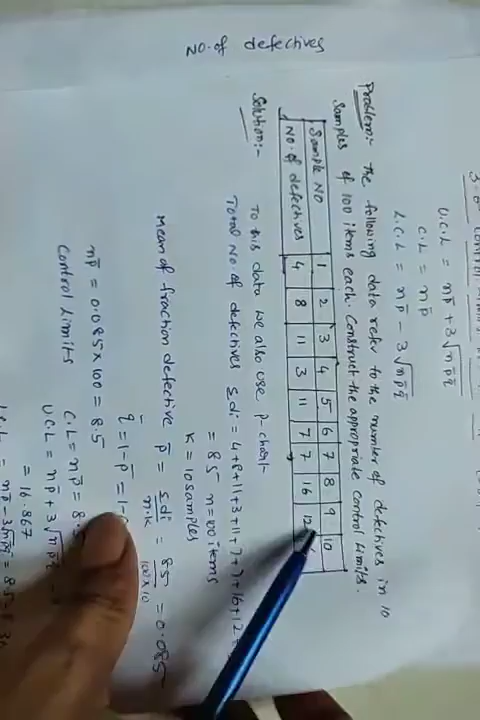 3-σ
U.C.L = np̄ + 3√np̄q̄
C.L = np̄
L.C.L = np̄ - 3√np̄q̄
Problem:- The following data refer to the number of defectives in 10
samples of 100 items each. Construct the appropriate control limits.
Sample NO 1 2 3 4 5 6 7 8 9 10
NO. of defectives 4 8 11 3 11 7 7 16 12
Solution:- To this data we also use p-chart
Total No. of defectives Σdi = 4+8+11+3+11+7+7+16+12
= 85 n=100 items
K = 10 samples
mean of fraction defective p̄ = Σdi/n.k = 85/100×10 = 0.085
q̄ = 1-p̄ = 1-
np̄ = 0.085×100 = 8.5
Control Limits
C.L = np̄ = 8.5
U.C.L = np̄ + 3√np̄q̄
= 16.867
L.C.L = np̄ - 3√np̄q̄ = 8.5 -
NO. of defectives